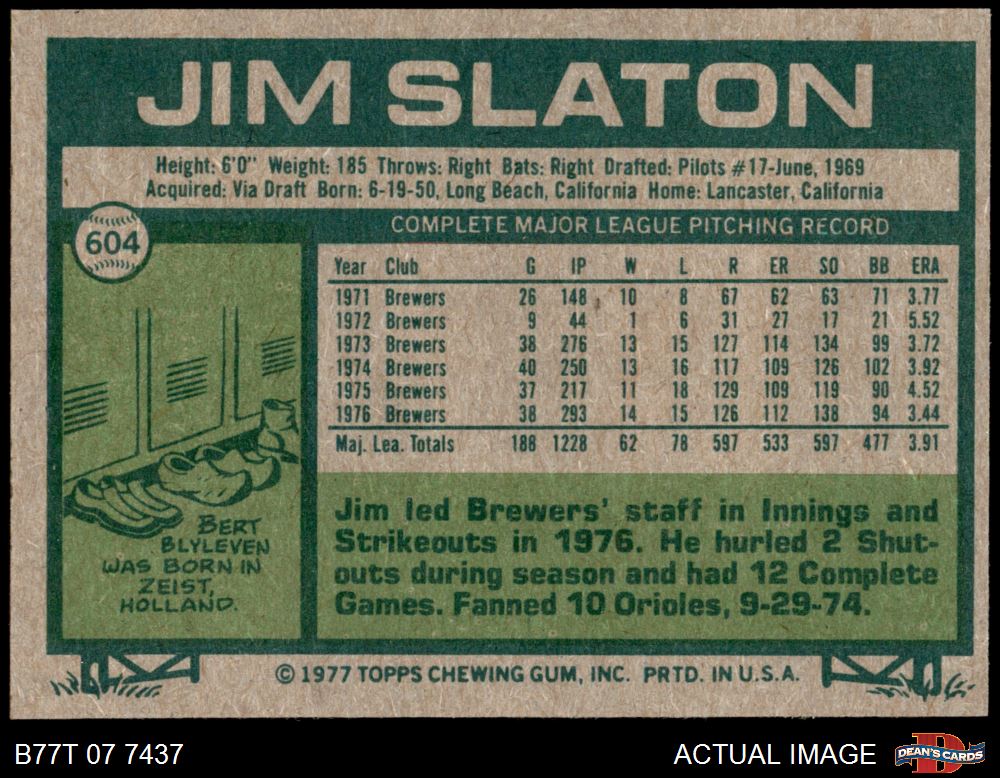 JIM SLATON
Height: 6'0" Weight: 185 Throws: Right Bats: Right Drafted: Pilots #17-June, 1969
Acquired: Via Draft Born: 6-19-50, Long Beach, California Home: Lancaster, California
604
COMPLETE MAJOR LEAGUE PITCHING RECORD
Year Club G IP W L R ER SO BB ERA
1971 Brewers 26 148 10 8 67 62 63 71 3.77
1972 Brewers 9 44 1 6 31 27 17 21 5.52
1973 Brewers 38 276 13 15 127 114 134 99 3.72
1974 Brewers 40 250 13 16 117 109 126 102 3.92
1975 Brewers 37 217 11 18 129 109 119 90 4.52
1976 Brewers 38 293 14 15 126 112 138 94 3.44
Maj. Lea. Totals 188 1228 62 78 597 533 597 477 3.91
BERT
BLYLEVEN
WAS BORN IN
ZEIST,
HOLLAND.
Jim led Brewers' staff in Innings and
Strikeouts in 1976. He hurled 2 Shut-
outs during season and had 12 Complete
Games. Fanned 10 Orioles, 9-29-74.
© 1977 TOPPS CHEWING GUM, INC. PRTD. IN U.S.A.
B77T 07 7437
ACTUAL IMAGE
DEAN'S CARDS